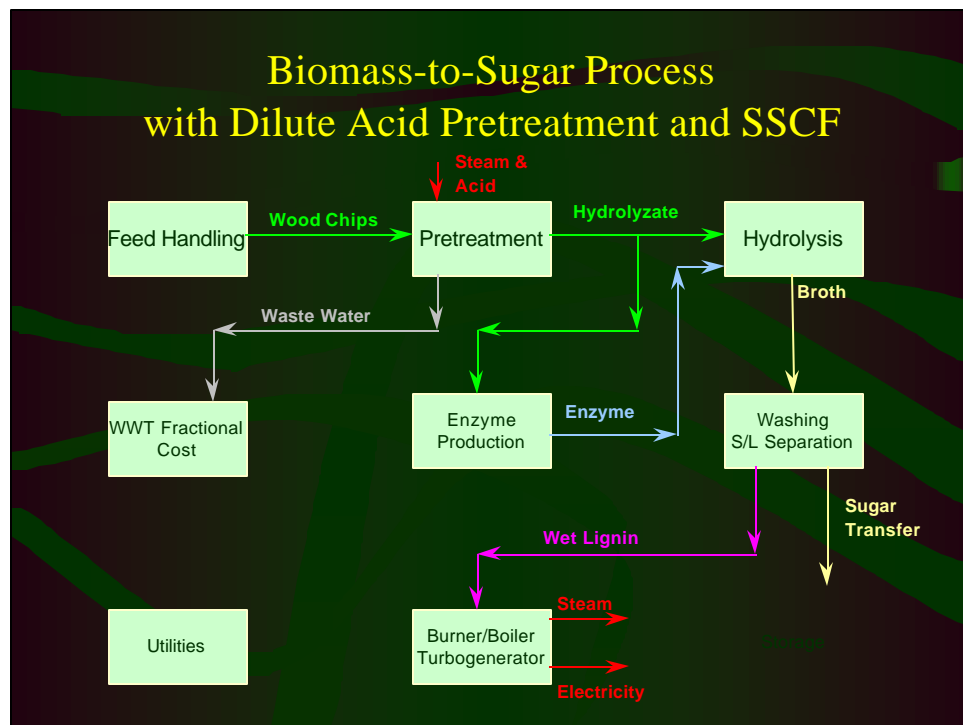 Biomass-to-Sugar Process
with Dilute Acid Pretreatment and SSCF
Steam &
Acid
Feed Handling
Wood Chips
Pretreatment
Hydrolyzate
Hydrolysis
Waste Water
Broth
WWT Fractional
Cost
Enzyme
Production
Enzyme
Washing
S/L Separation
Sugar
Transfer
Wet Lignin
Utilities
Burner/Boiler
Turbogenerator
Steam
Electricity
Storage